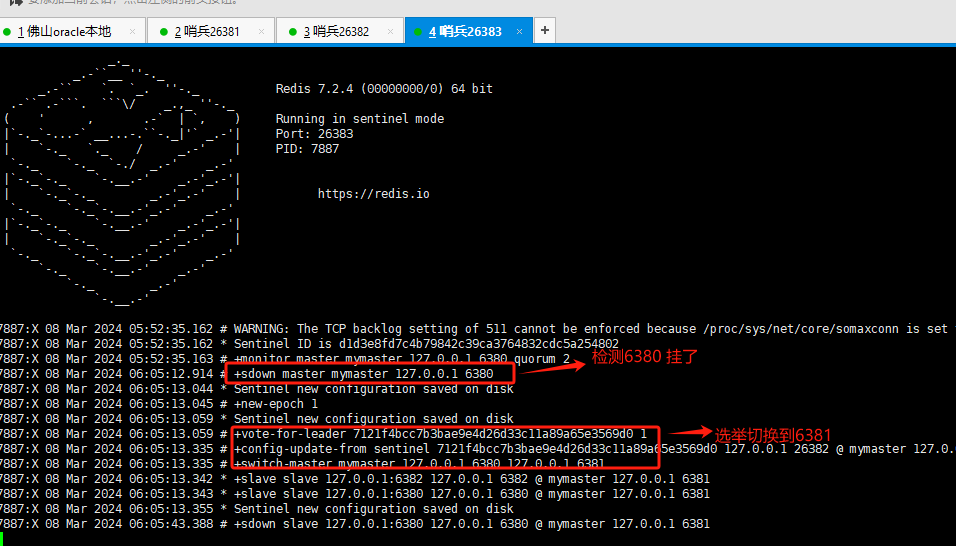 要添加当前会话，点击左侧的箭头按钮。
1 佛山oracle本地 ×
2 哨兵26381 ×
3 哨兵26382 ×
4 哨兵26383 ×
+
Redis 7.2.4 (00000000/0) 64 bit
Running in sentinel mode
Port: 26383
PID: 7887
https://redis.io
7887:X 08 Mar 2024 05:52:35.162 # WARNING: The TCP backlog setting of 511 cannot be enforced because /proc/sys/net/core/somaxconn is set
7887:X 08 Mar 2024 05:52:35.162 * Sentinel ID is d1d3e8fd7c4b79842c39ca3764832cdc5a254802
7887:X 08 Mar 2024 05:52:35.163 # +monitor master mymaster 127.0.0.1 6380 quorum 2
检测6380 挂了
7887:X 08 Mar 2024 06:05:12.914 # +sdown master mymaster 127.0.0.1 6380
7887:X 08 Mar 2024 06:05:13.044 * Sentinel new configuration saved on disk
7887:X 08 Mar 2024 06:05:13.045 # +new-epoch 1
7887:X 08 Mar 2024 06:05:13.059 * Sentinel new configuration saved on disk
7887:X 08 Mar 2024 06:05:13.059 # +vote-for-leader 7121f4bcc7b3bae9e4d26d33c11a89a65e3569d0 1
选举切换到6381
7887:X 08 Mar 2024 06:05:13.335 # +config-update-from sentinel 7121f4bcc7b3bae9e4d26d33c11a89a65e3569d0 127.0.0.1 26382 @ mymaster 127.0.
7887:X 08 Mar 2024 06:05:13.335 # +switch-master mymaster 127.0.0.1 6380 127.0.0.1 6381
7887:X 08 Mar 2024 06:05:13.342 * +slave slave 127.0.0.1:6382 127.0.0.1 6382 @ mymaster 127.0.0.1 6381
7887:X 08 Mar 2024 06:05:13.343 * +slave slave 127.0.0.1:6380 127.0.0.1 6380 @ mymaster 127.0.0.1 6381
7887:X 08 Mar 2024 06:05:13.355 * Sentinel new configuration saved on disk
7887:X 08 Mar 2024 06:05:43.388 # +sdown slave 127.0.0.1:6380 127.0.0.1 6380 @ mymaster 127.0.0.1 6381